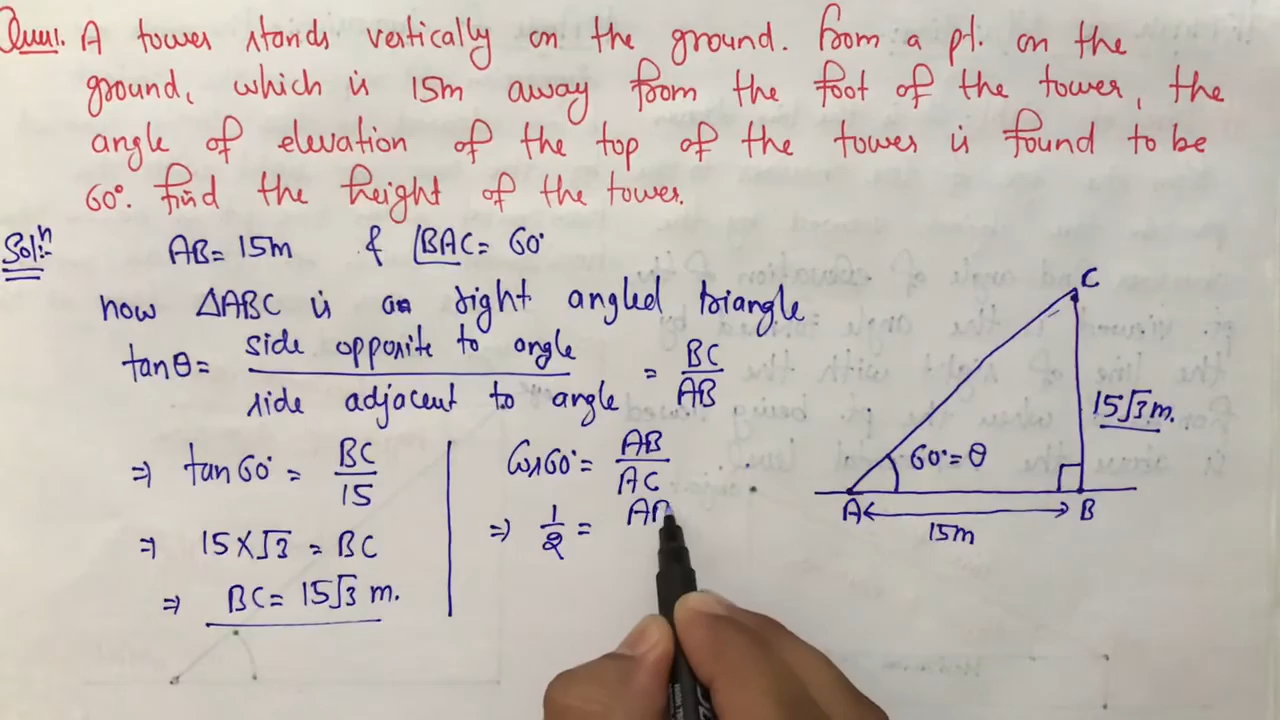 Ques1. A tower stands vertically on the ground. from a pt. on the
ground, which is 15m away from the foot of the tower, the
angle of elevation of the top of the tower is found to be
60°. find the height of the tower.
Solⁿ:-
AB = 15m & ∠BAC = 60°
now △ABC is a right angled triangle
tanθ = side opposite to angle / side adjacent to angle = BC/AB
⇒ tan60° = BC/15
⇒ 15×√3 = BC
⇒ BC = 15√3 m.
Cos60° = AB/AC
⇒ 1/2 = AB
C
15√3 m.
60° = θ
A
B
15m